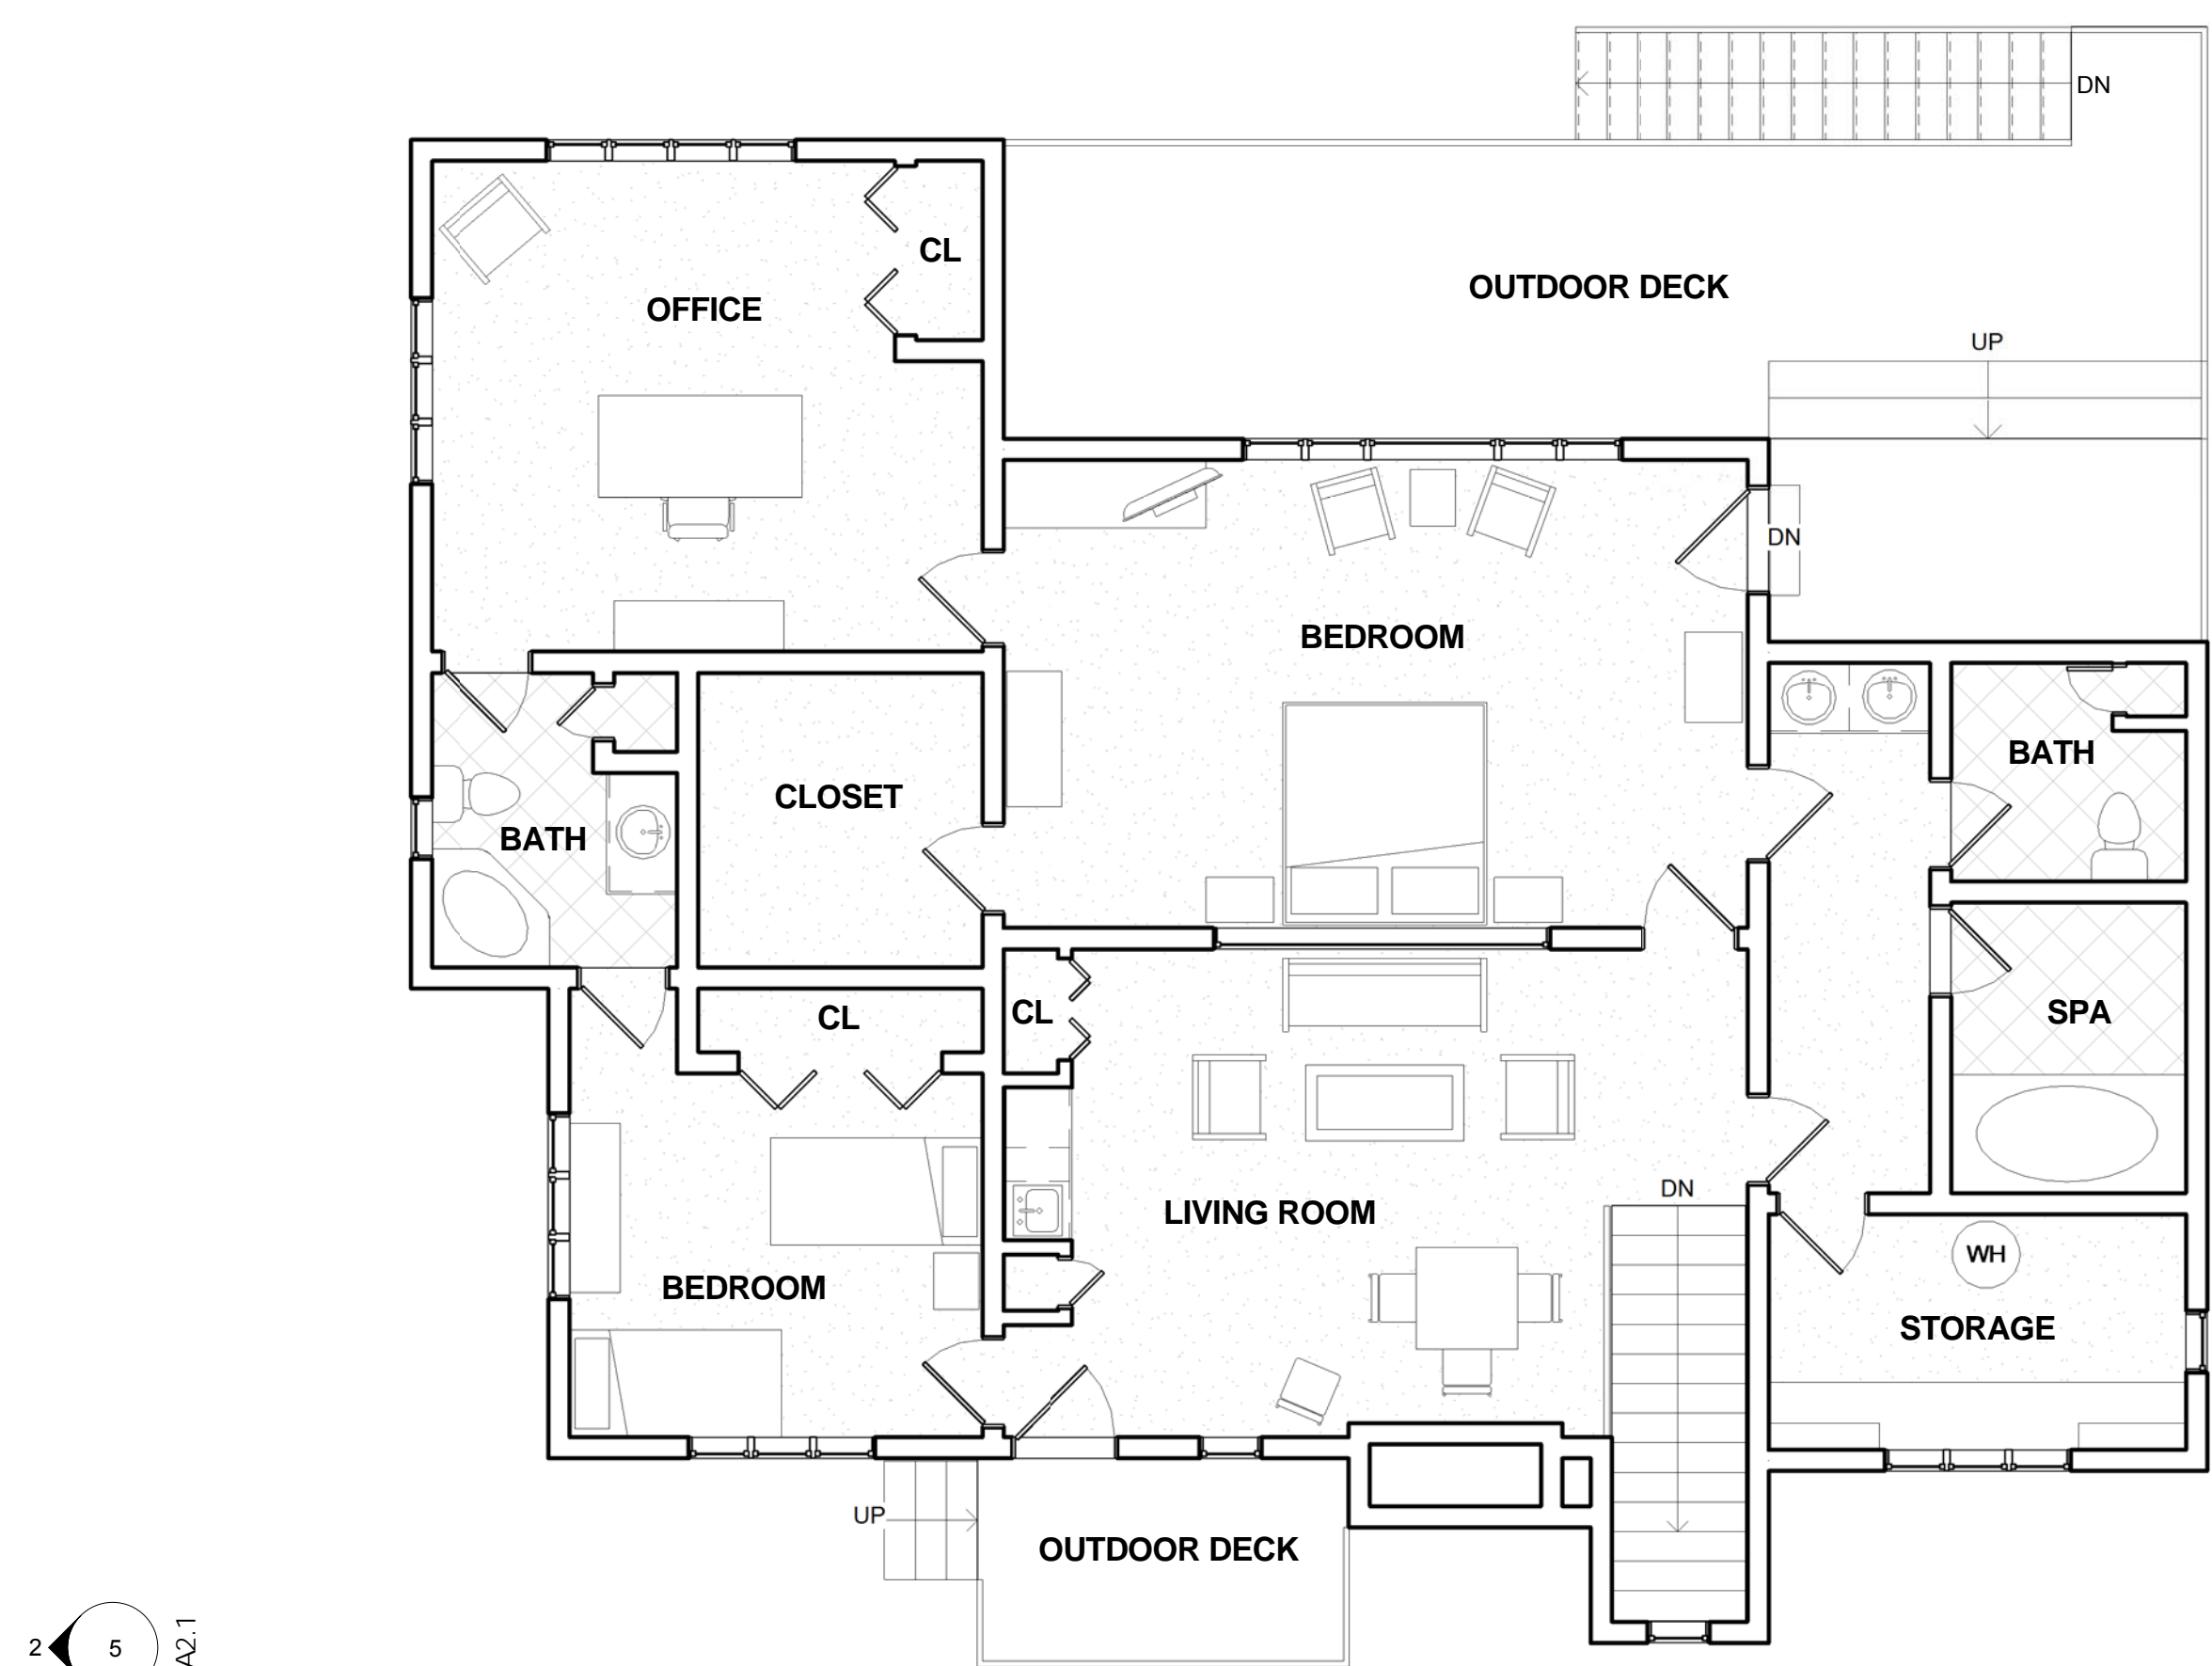 DN
CL
OUTDOOR DECK
OFFICE
UP
DN
BEDROOM
BATH
CLOSET
BATH
CL
CL
SPA
DN
LIVING ROOM
WH
BEDROOM
STORAGE
UP
OUTDOOR DECK
2
5
A2.1